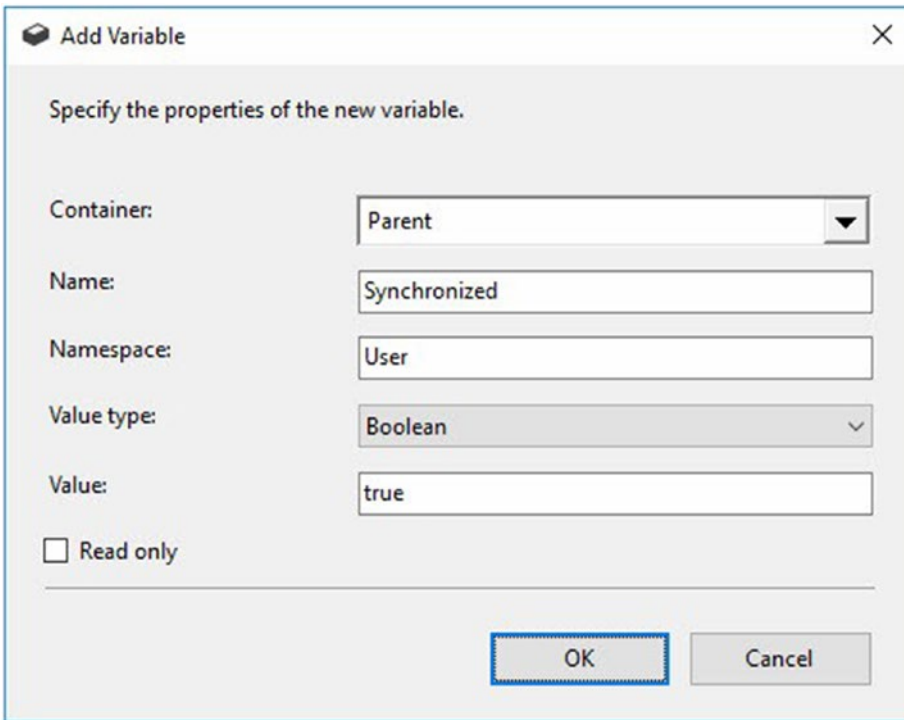 Add Variable
Specify the properties of the new variable.
Container: Parent
Name: Synchronized
Namespace: User
Value type: Boolean
Value: true
Read only
OK Cancel